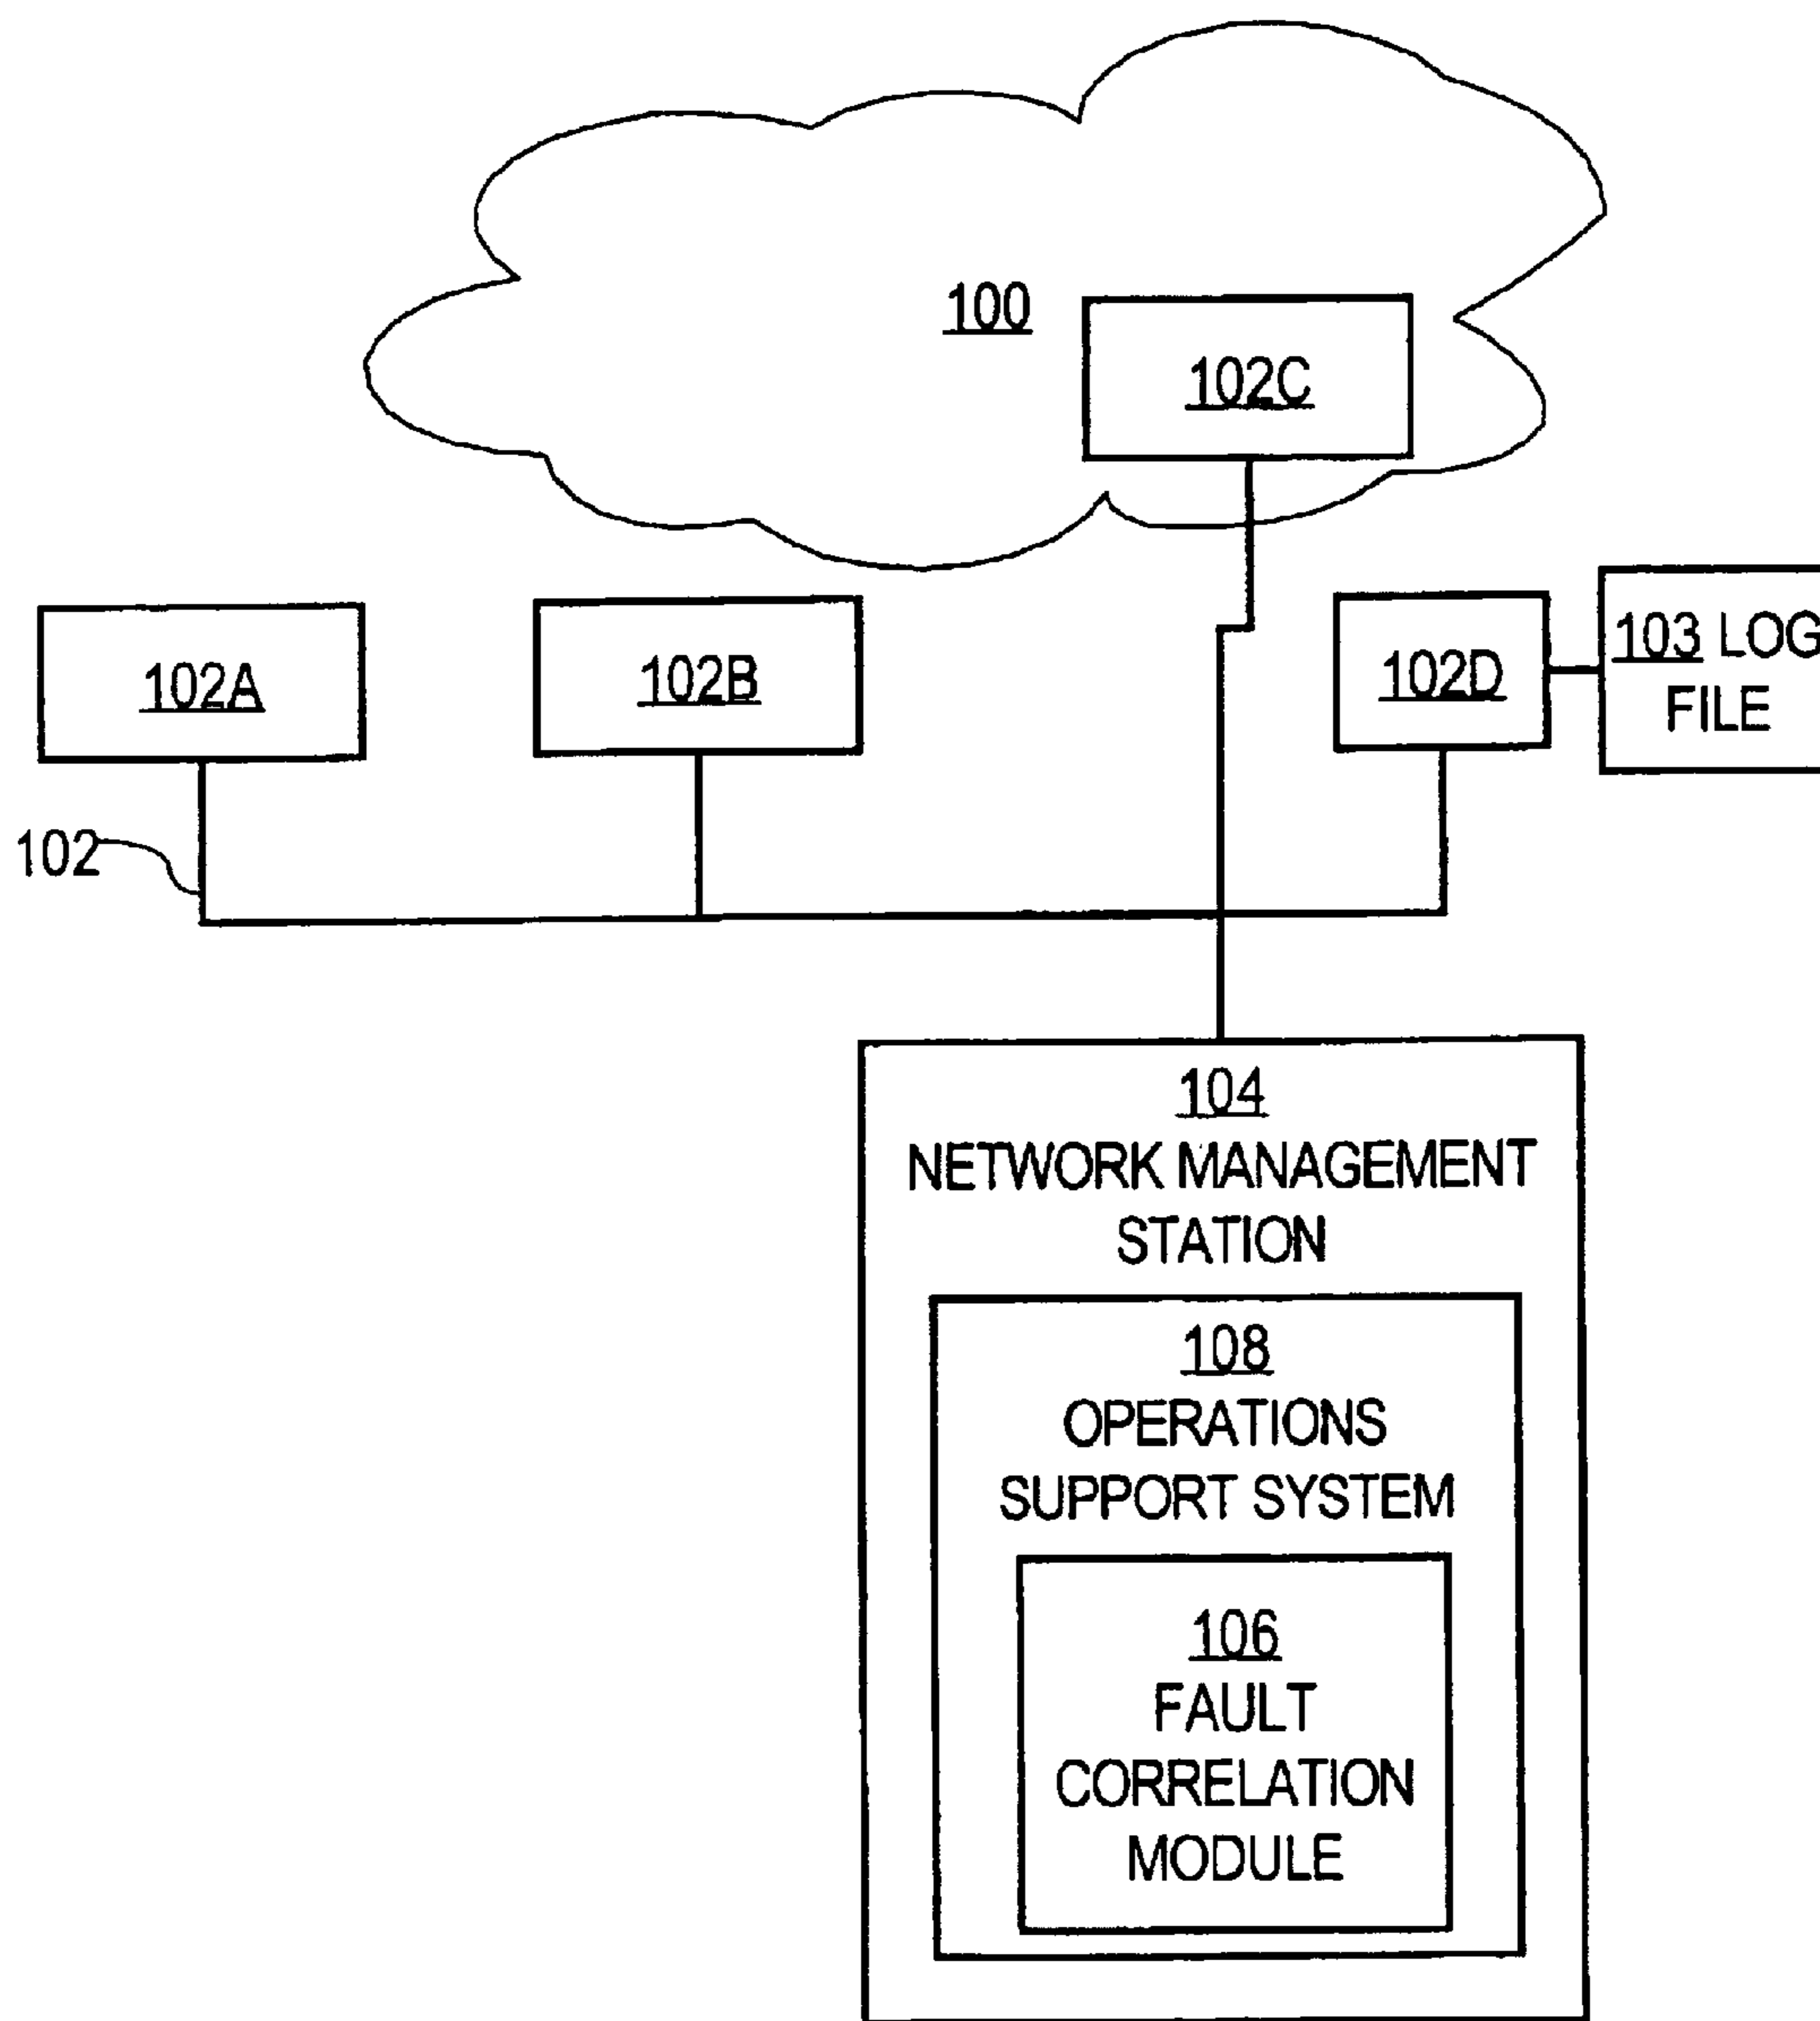 100
102C
102A
102B
102D
103 LOG
FILE
102
104
NETWORK MANAGEMENT
STATION
108
OPERATIONS
SUPPORT SYSTEM
106
FAULT
CORRELATION
MODULE